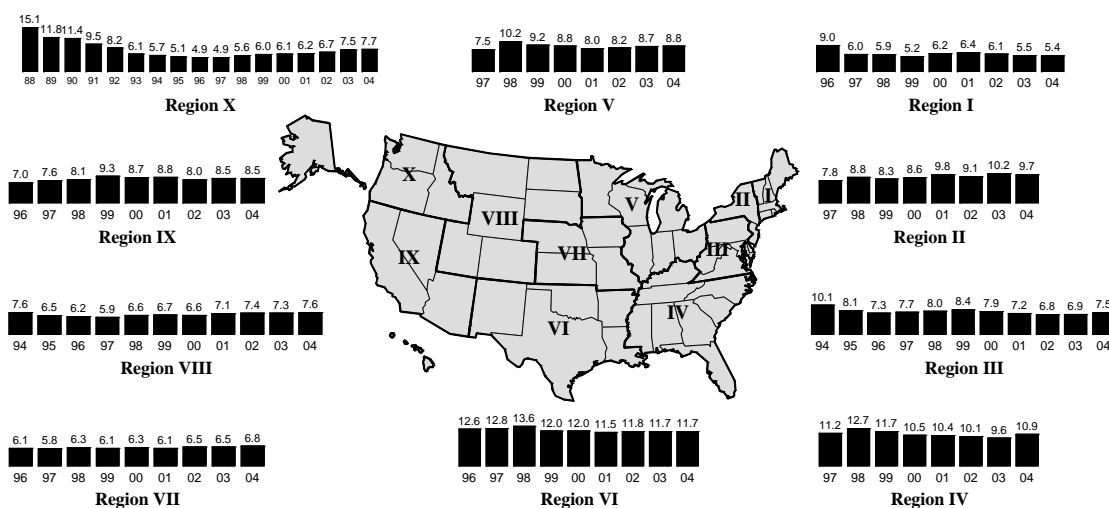 15.1 11.8 11.4 9.5 8.2 6.1 5.7 5.1 4.9 4.9 5.6 6.0 6.1 6.2 6.7 7.5 7.7
88 89 90 91 92 93 94 95 96 97 98 99 00 01 02 03 04
Region X
7.5 10.2 9.2 8.8 8.0 8.2 8.7 8.8
97 98 99 00 01 02 03 04
Region V
9.0 6.0 5.9 5.2 6.2 6.4 6.1 5.5 5.4
96 97 98 99 00 01 02 03 04
Region I
7.0 7.6 8.1 9.3 8.7 8.8 8.0 8.5 8.5
96 97 98 99 00 01 02 03 04
Region IX
X
VIII
V
II
I
IX
VII
III
VI
IV
7.8 8.8 8.3 8.6 9.8 9.1 10.2 9.7
97 98 99 00 01 02 03 04
Region II
7.6 6.5 6.2 5.9 6.6 6.7 6.6 7.1 7.4 7.3 7.6
94 95 96 97 98 99 00 01 02 03 04
Region VIII
10.1 8.1 7.3 7.7 8.0 8.4 7.9 7.2 6.8 6.9 7.5
94 95 96 97 98 99 00 01 02 03 04
Region III
6.1 5.8 6.3 6.1 6.3 6.1 6.5 6.5 6.8
96 97 98 99 00 01 02 03 04
Region VII
12.6 12.8 13.6 12.0 12.0 11.5 11.8 11.7 11.7
96 97 98 99 00 01 02 03 04
Region VI
11.2 12.7 11.7 10.5 10.4 10.1 9.6 10.9
97 98 99 00 01 02 03 04
Region IV